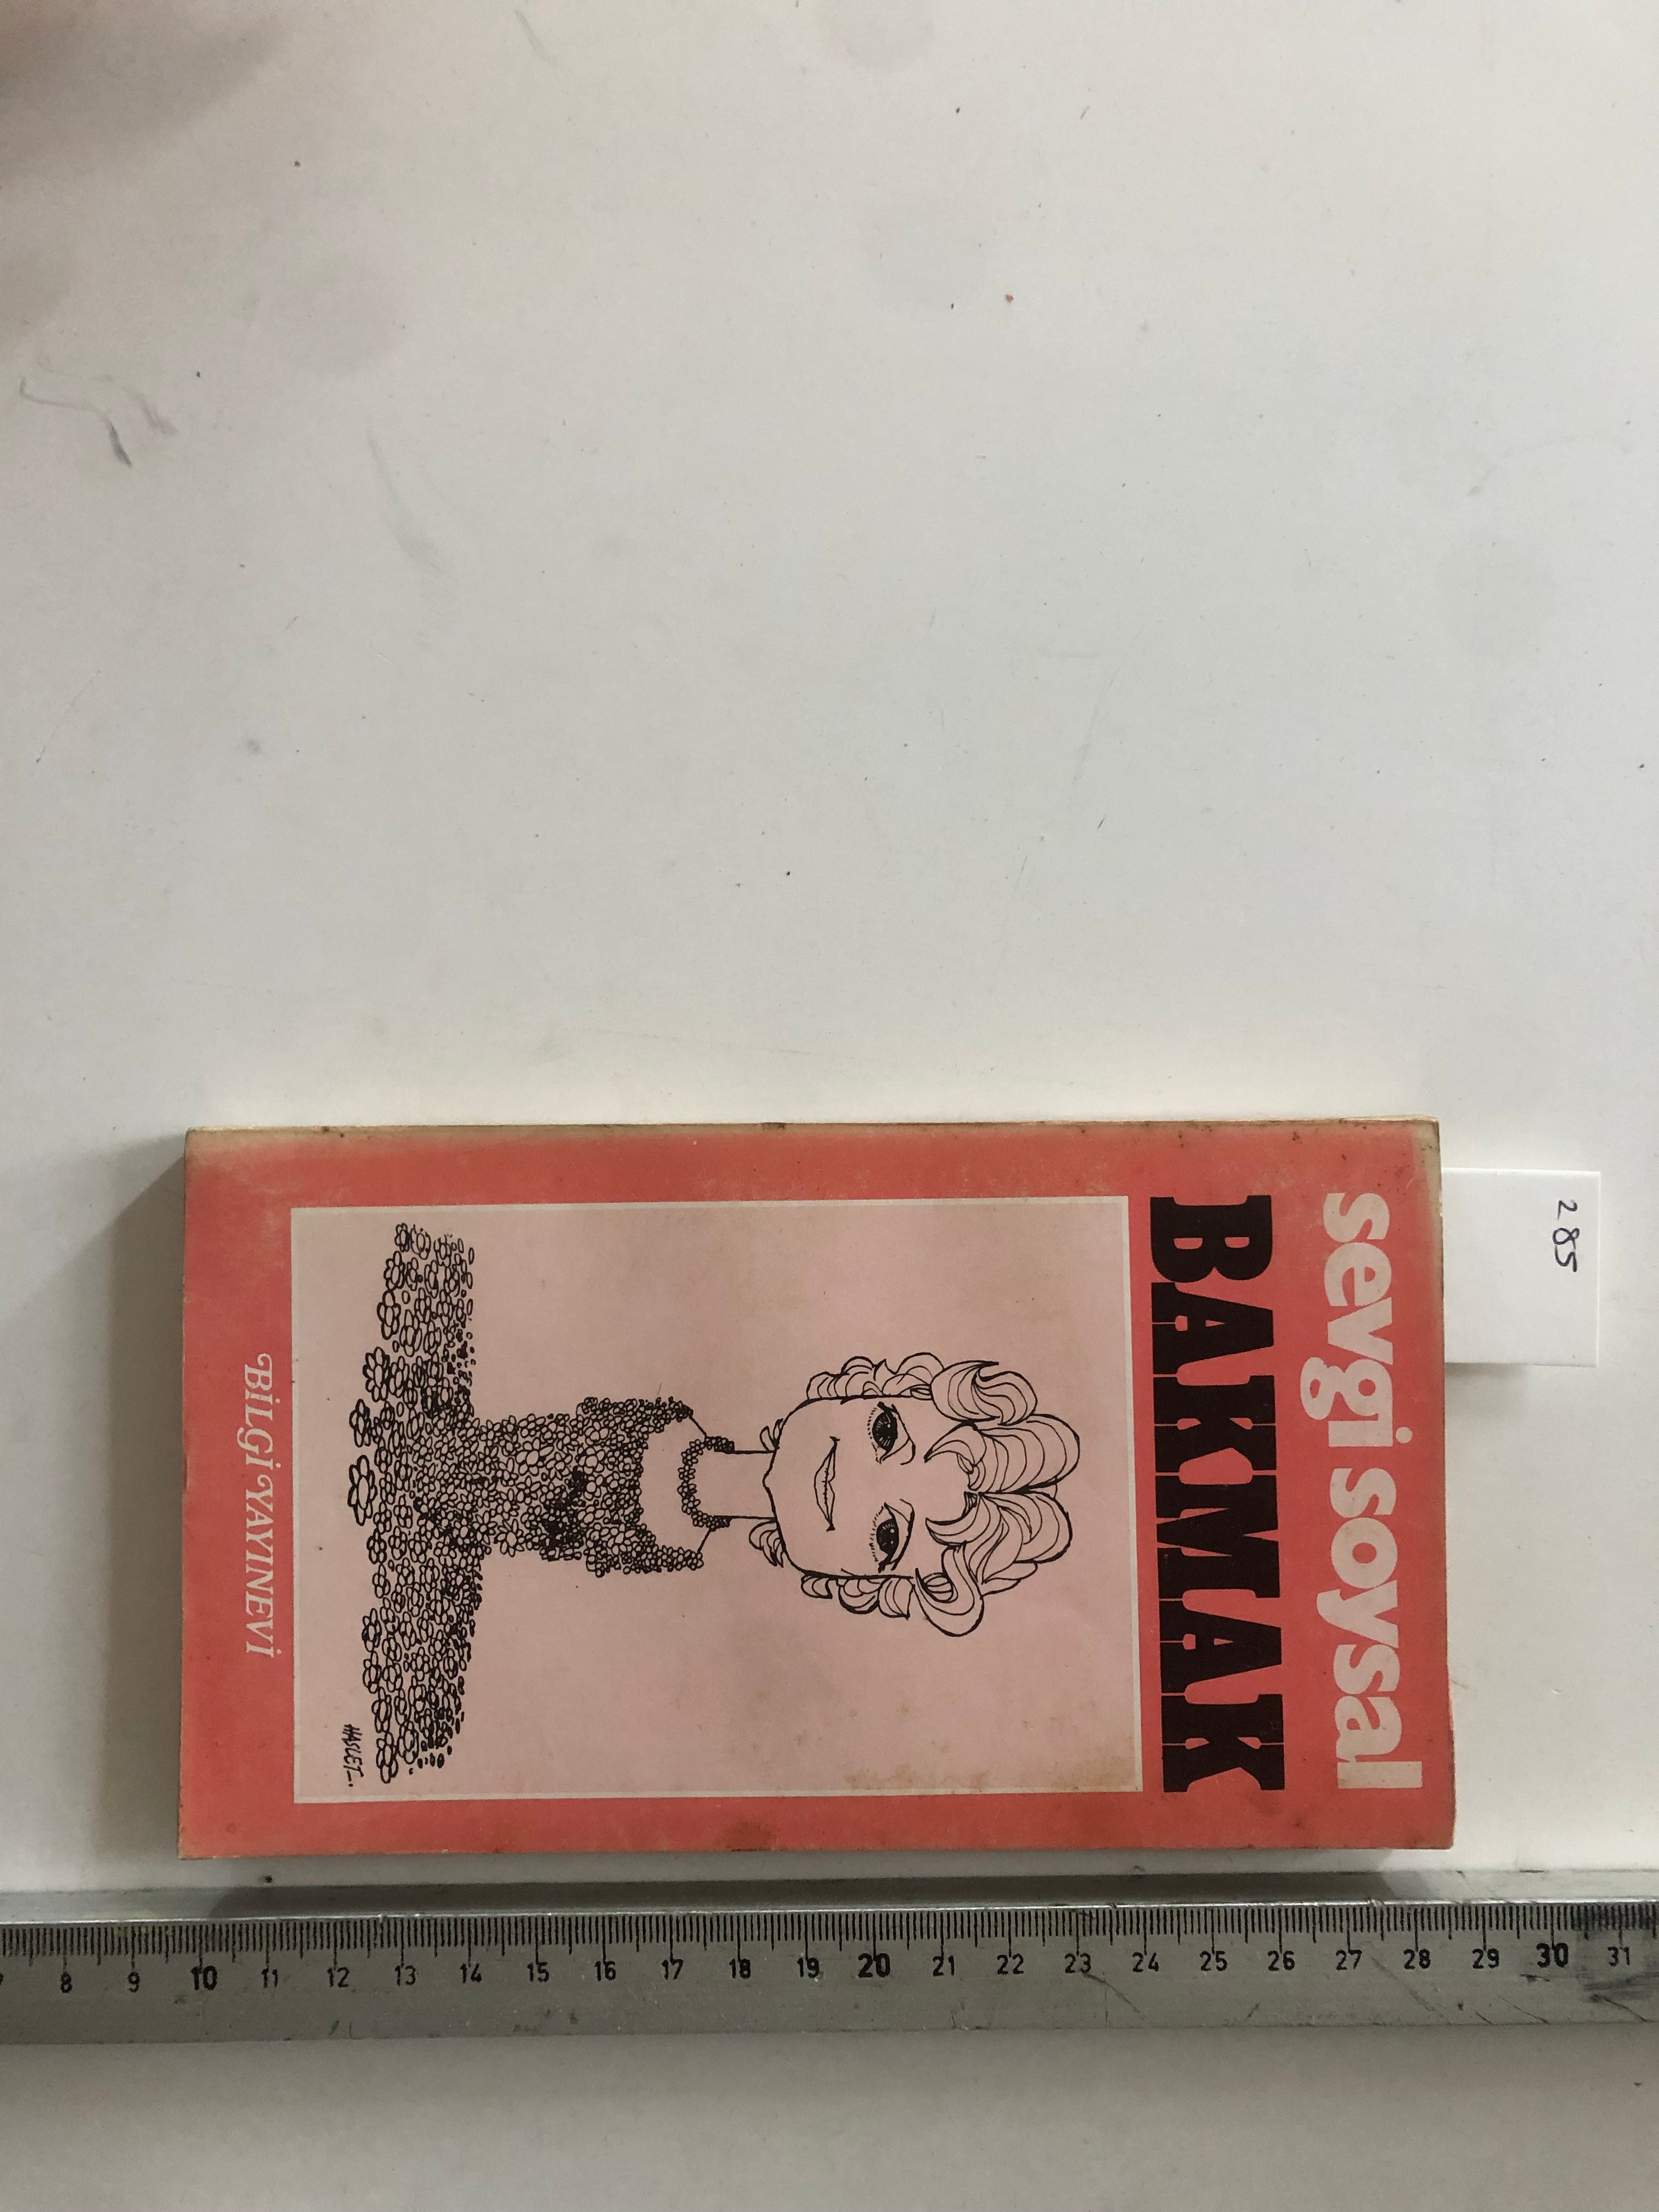 285
sevgi soysal
BAKMAK
HASLET
BİLGİ YAYINEVİ
8 9 10 11 12 13 14 15 16 17 18 19 20 21 22 23 24 25 26 27 28 29 30 31